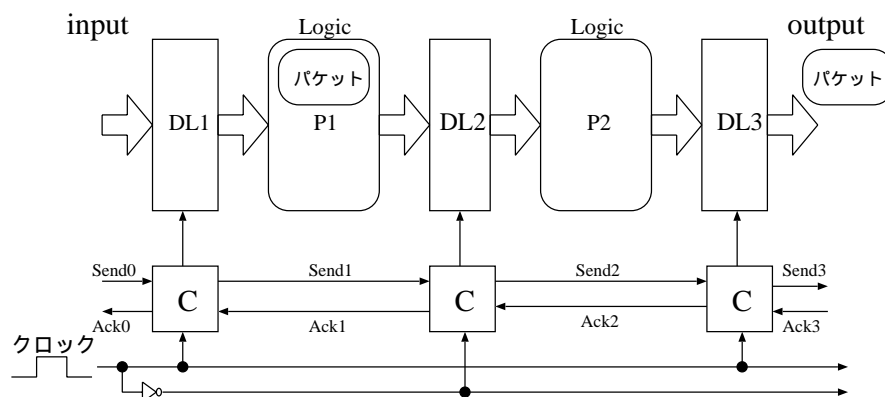 input
Logic
Logic
output
パケット
パケット
DL1
P1
DL2
P2
DL3
Send0
Send1
Send2
Send3
C
C
C
Ack0
Ack1
Ack2
Ack3
クロック